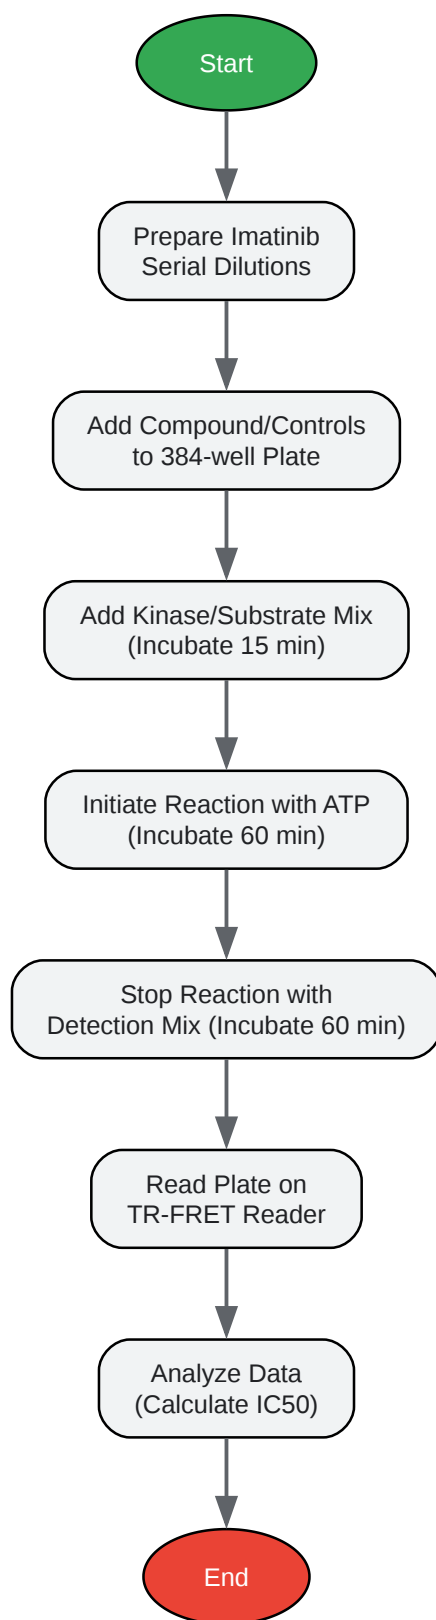 Start
Prepare Imatinib
Serial Dilutions
Add Compound/Controls
to 384-well Plate
Add Kinase/Substrate Mix
(Incubate 15 min)
Initiate Reaction with ATP
(Incubate 60 min)
Stop Reaction with
Detection Mix (Incubate 60 min)
Read Plate on
TR-FRET Reader
Analyze Data
(Calculate IC50)
End